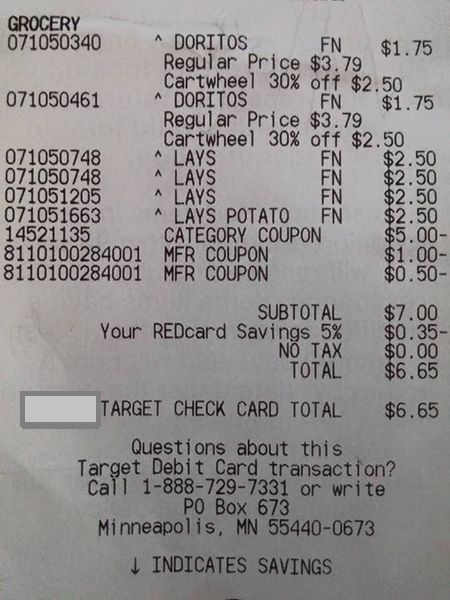 GROCERY
071050340 ^ DORITOS FN $1.75
Regular Price $3.79
Cartwheel 30% off $2.50
071050461 ^ DORITOS FN $1.75
Regular Price $3.79
Cartwheel 30% off $2.50
071050748 ^ LAYS FN $2.50
071050748 ^ LAYS FN $2.50
071051205 ^ LAYS FN $2.50
071051663 ^ LAYS POTATO FN $2.50
14521135 CATEGORY COUPON $5.00-
8110100284001 MFR COUPON $1.00-
8110100284001 MFR COUPON $0.50-
SUBTOTAL $7.00
Your REDcard Savings 5% $0.35-
NO TAX $0.00
TOTAL $6.65
TARGET CHECK CARD TOTAL $6.65
Questions about this
Target Debit Card transaction?
Call 1-888-729-7331 or write
PO Box 673
Minneapolis, MN 55440-0673
↓ INDICATES SAVINGS